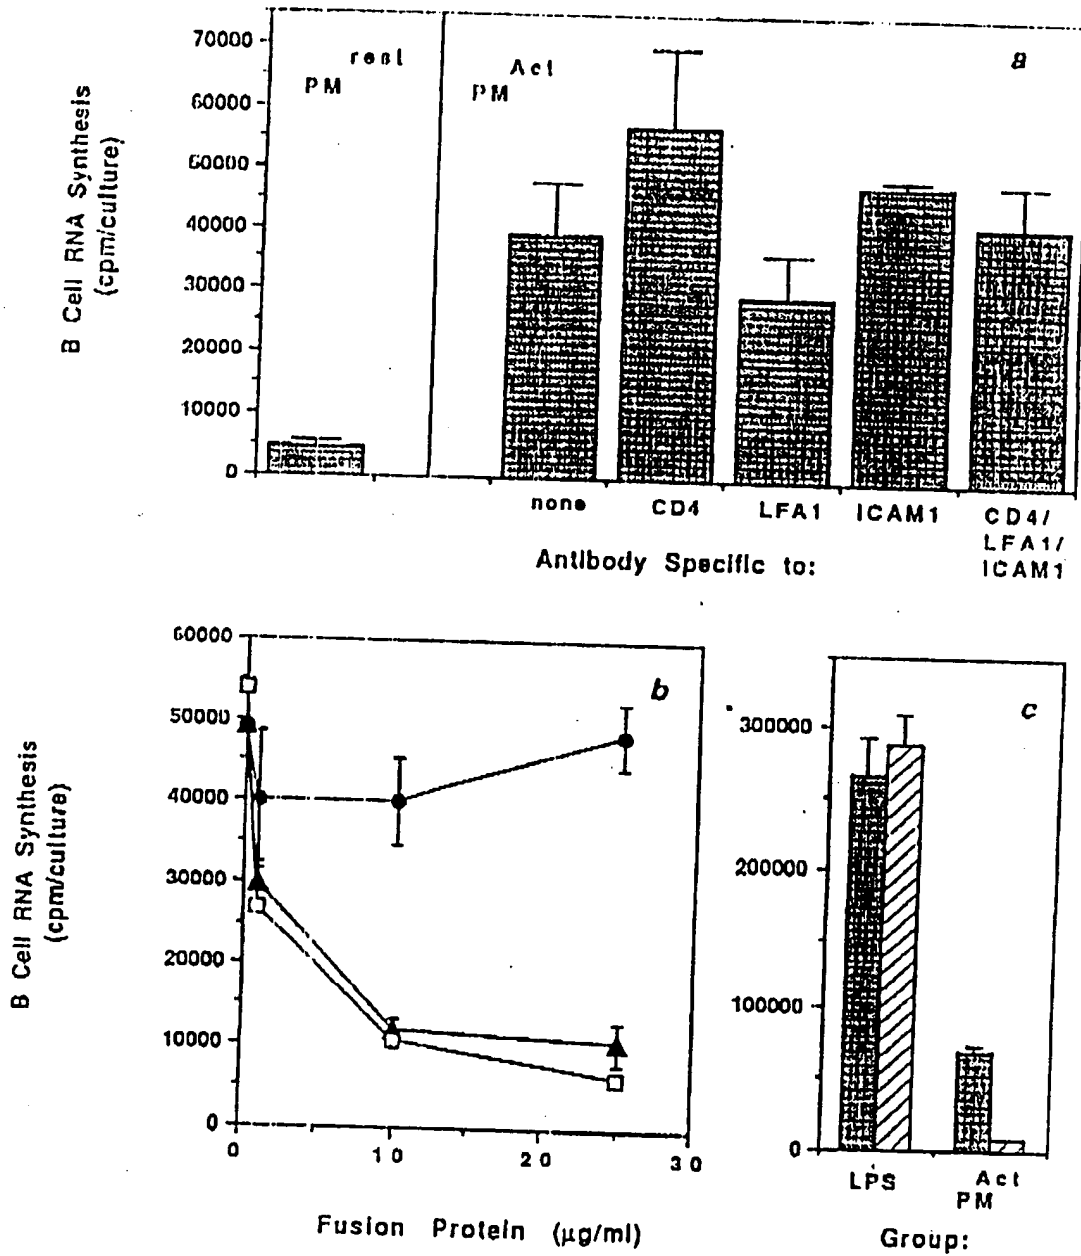 a
70000
60000
50000
40000
30000
20000
10000
0
B Cell RNA Synthesis
(cpm/culture)
PM rest
PM Act
none
CD4
LFA1
ICAM1
CD4/
LFA1/
ICAM1
Antibody Specific to:
b
60000
50000
40000
30000
20000
10000
0
B Cell RNA Synthesis
(cpm/culture)
0 10 20 30
Fusion Protein (µg/ml)
c
300000
200000
100000
0
LPS
Act
PM
Group: